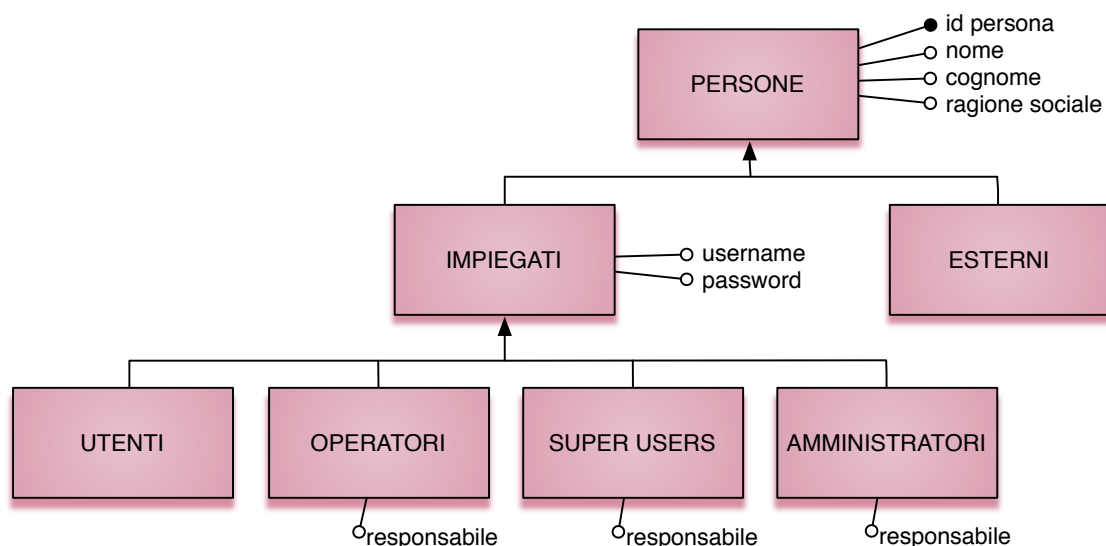 id persona
nome
cognome
ragione sociale
PERSONE
IMPIEGATI
username
password
ESTERNI
UTENTI
OPERATORI
SUPER USERS
AMMINISTRATORI
responsabile
responsabile
responsabile